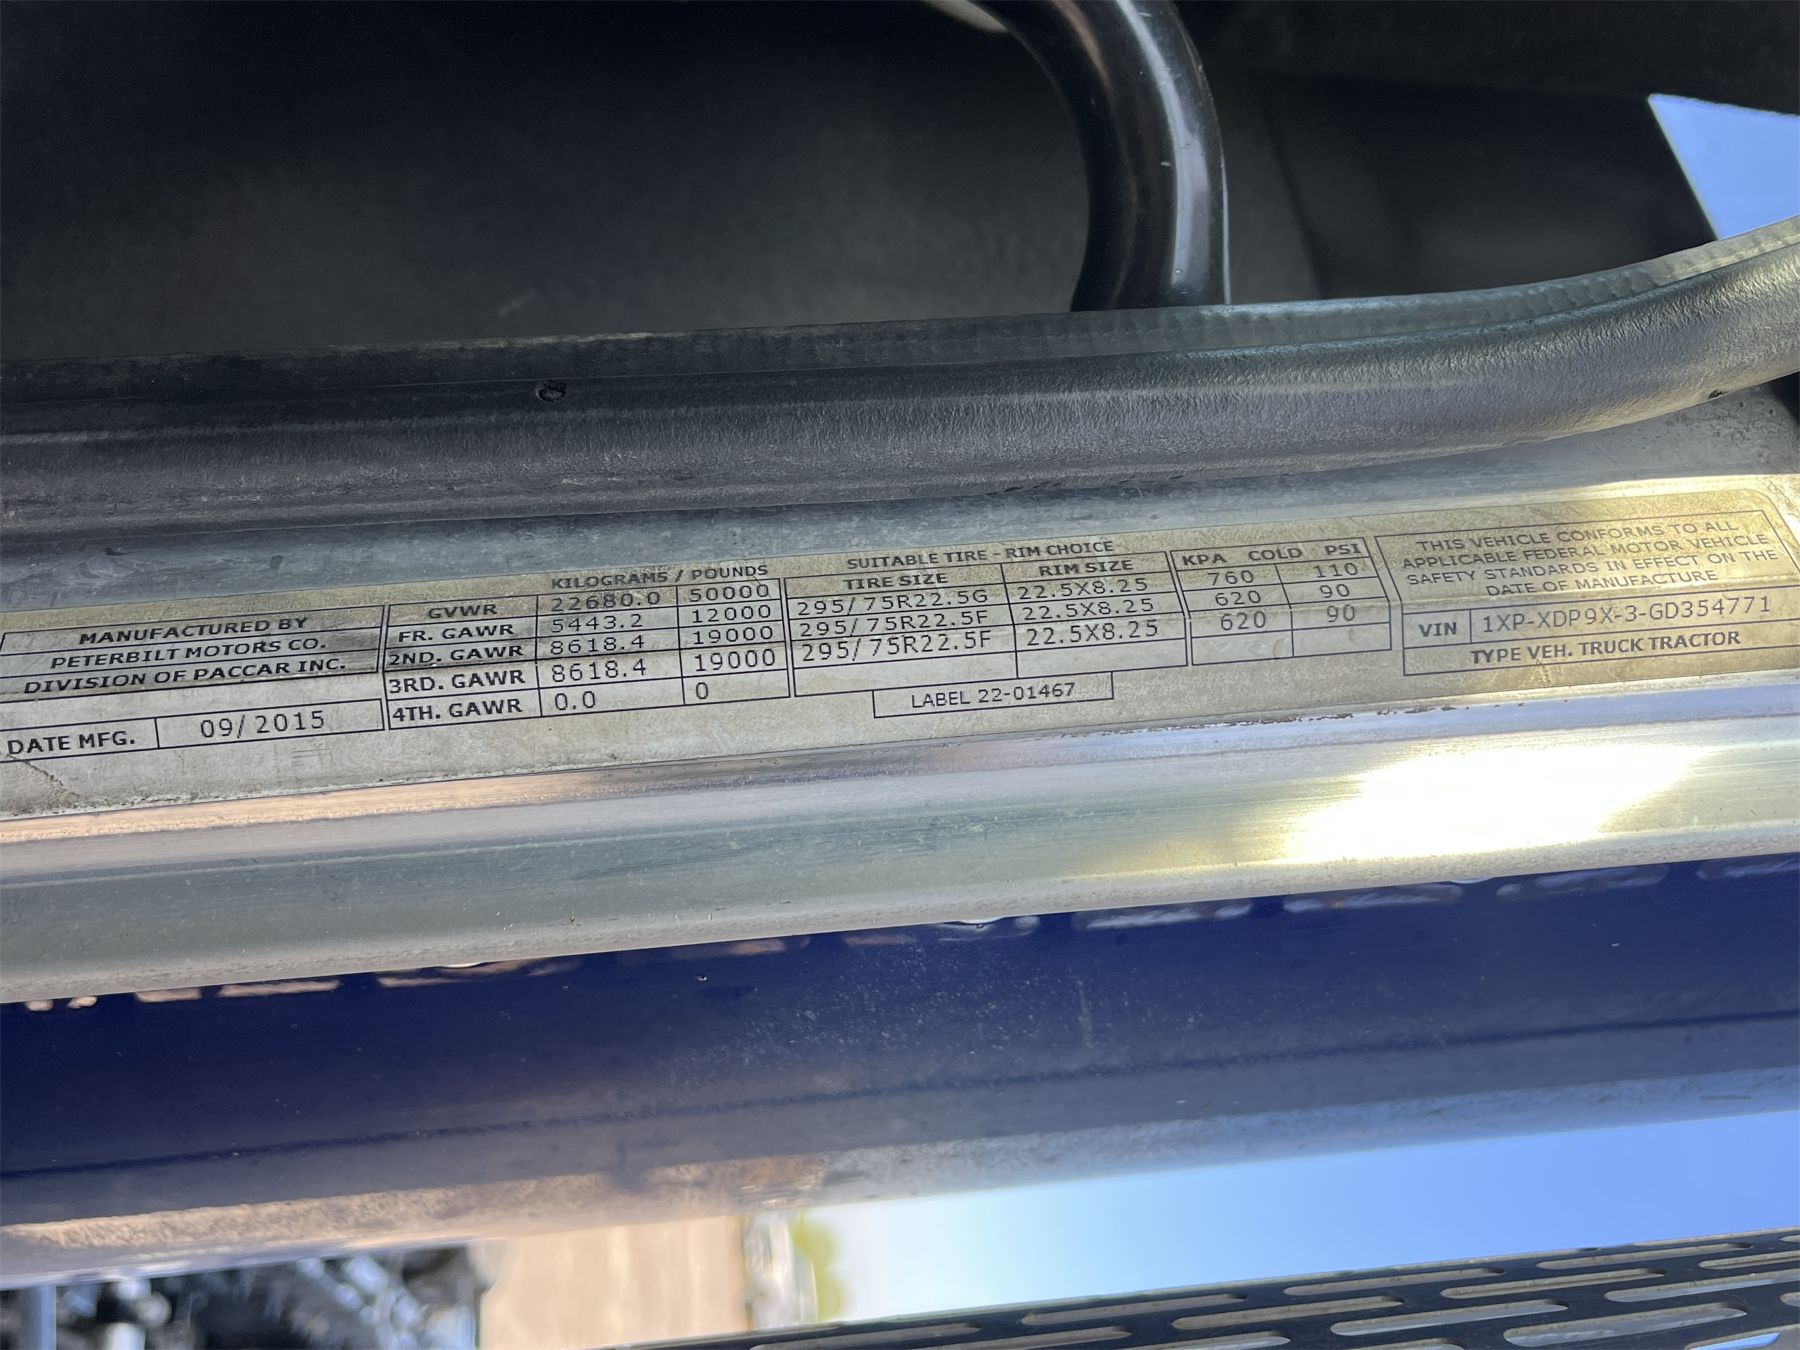 MANUFACTURED BY
PETERBILT MOTORS CO.
DIVISION OF PACCAR INC.
DATE MFG. 09/2015
KILOGRAMS / POUNDS
GVWR 22680.0 50000
FR. GAWR 5443.2 12000
2ND. GAWR 8618.4 19000
3RD. GAWR 8618.4 19000
4TH. GAWR 0.0 0
SUITABLE TIRE - RIM CHOICE
TIRE SIZE RIM SIZE
295/75R22.5G 22.5X8.25
295/75R22.5F 22.5X8.25
295/75R22.5F 22.5X8.25
LABEL 22-01467
KPA COLD PSI
760 110
620 90
620 90
THIS VEHICLE CONFORMS TO ALL
APPLICABLE FEDERAL MOTOR VEHICLE
SAFETY STANDARDS IN EFFECT ON THE
DATE OF MANUFACTURE
VIN 1XP-XDP9X-3-GD354771
TYPE VEH. TRUCK TRACTOR